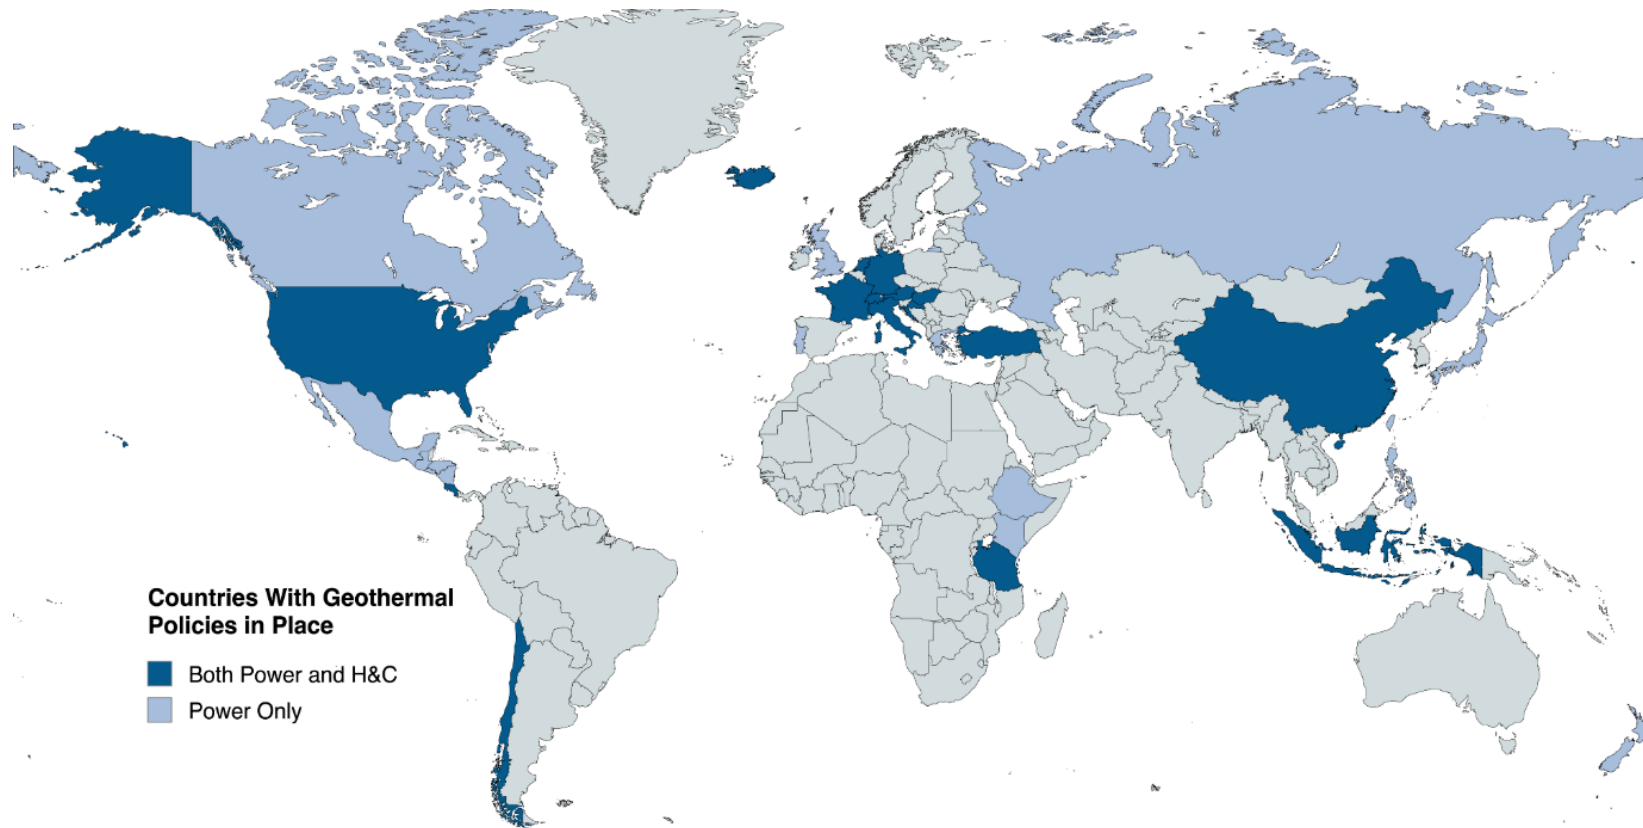 Countries With Geothermal
Policies in Place
Both Power and H&C
Power Only